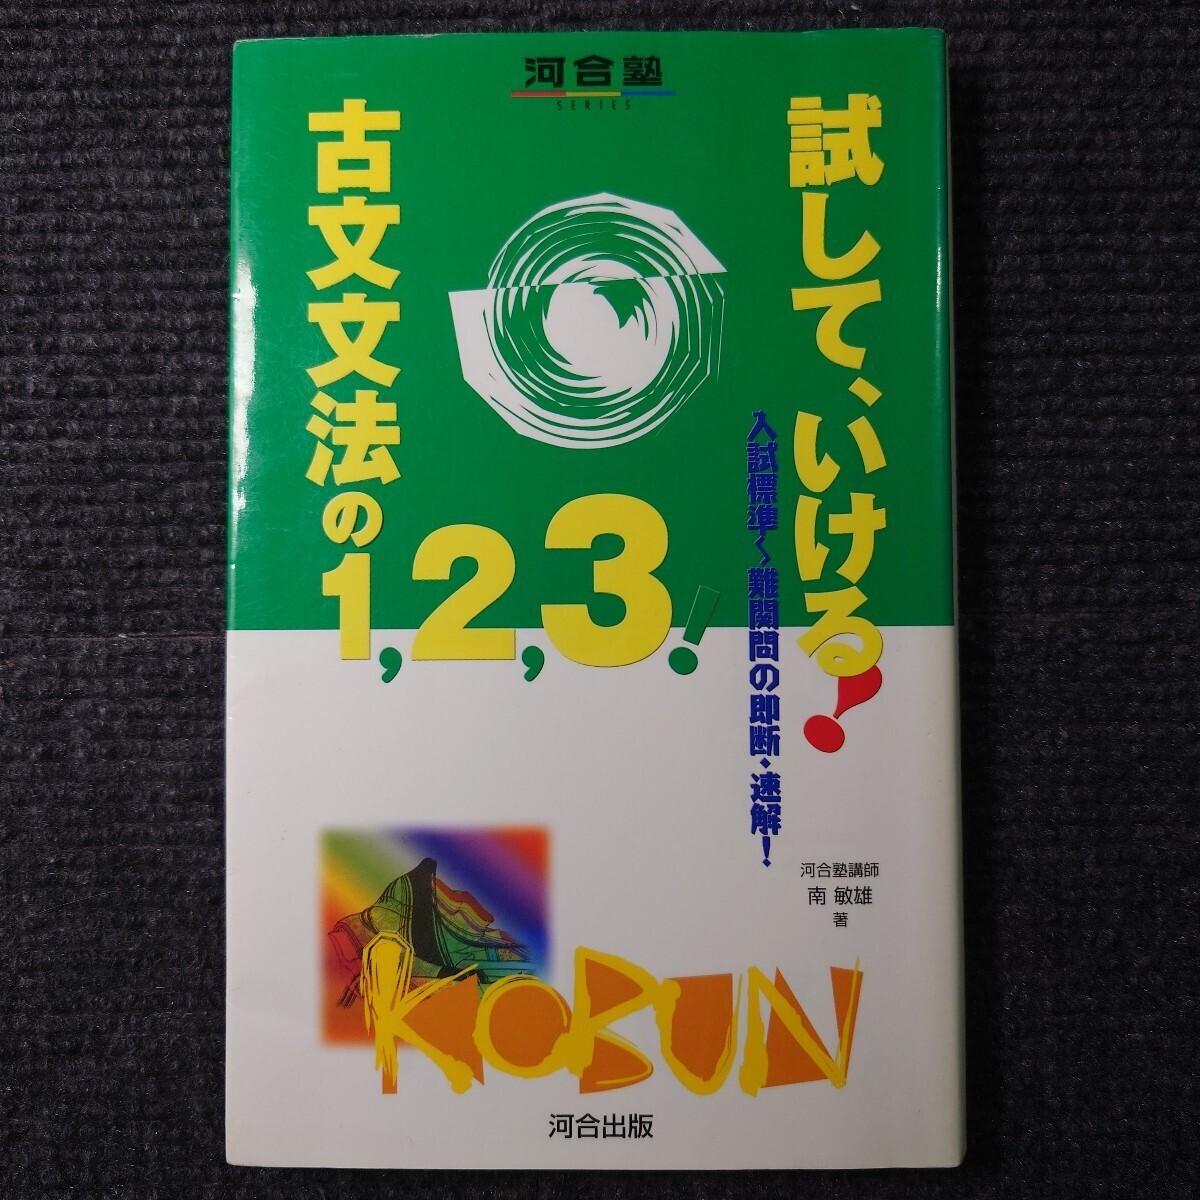 河合塾
SERIES
試して、いける!
入試標準~難関問の即断・速解!
古文文法の
1,2,3!
河合塾講師
南 敏雄
著
KOBUN
河合出版